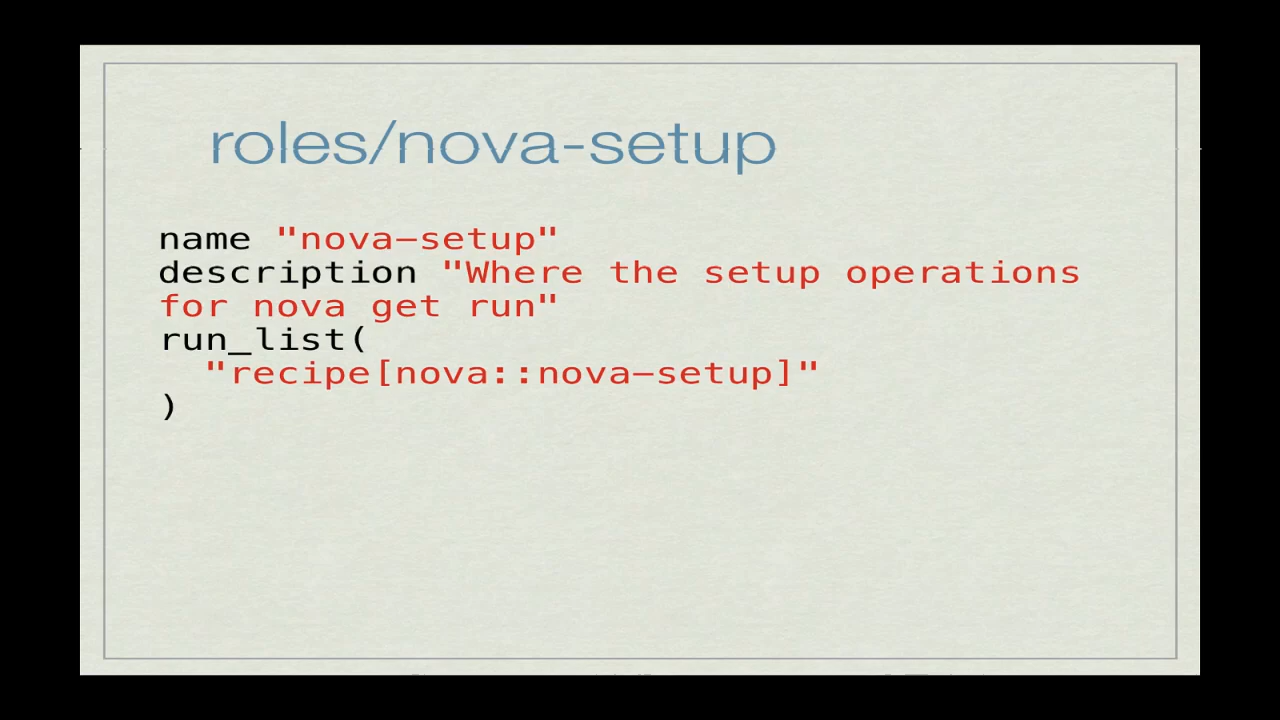 roles/nova-setup
name "nova-setup"
description "Where the setup operations
for nova get run"
run_list(
  "recipe[nova::nova-setup]"
)